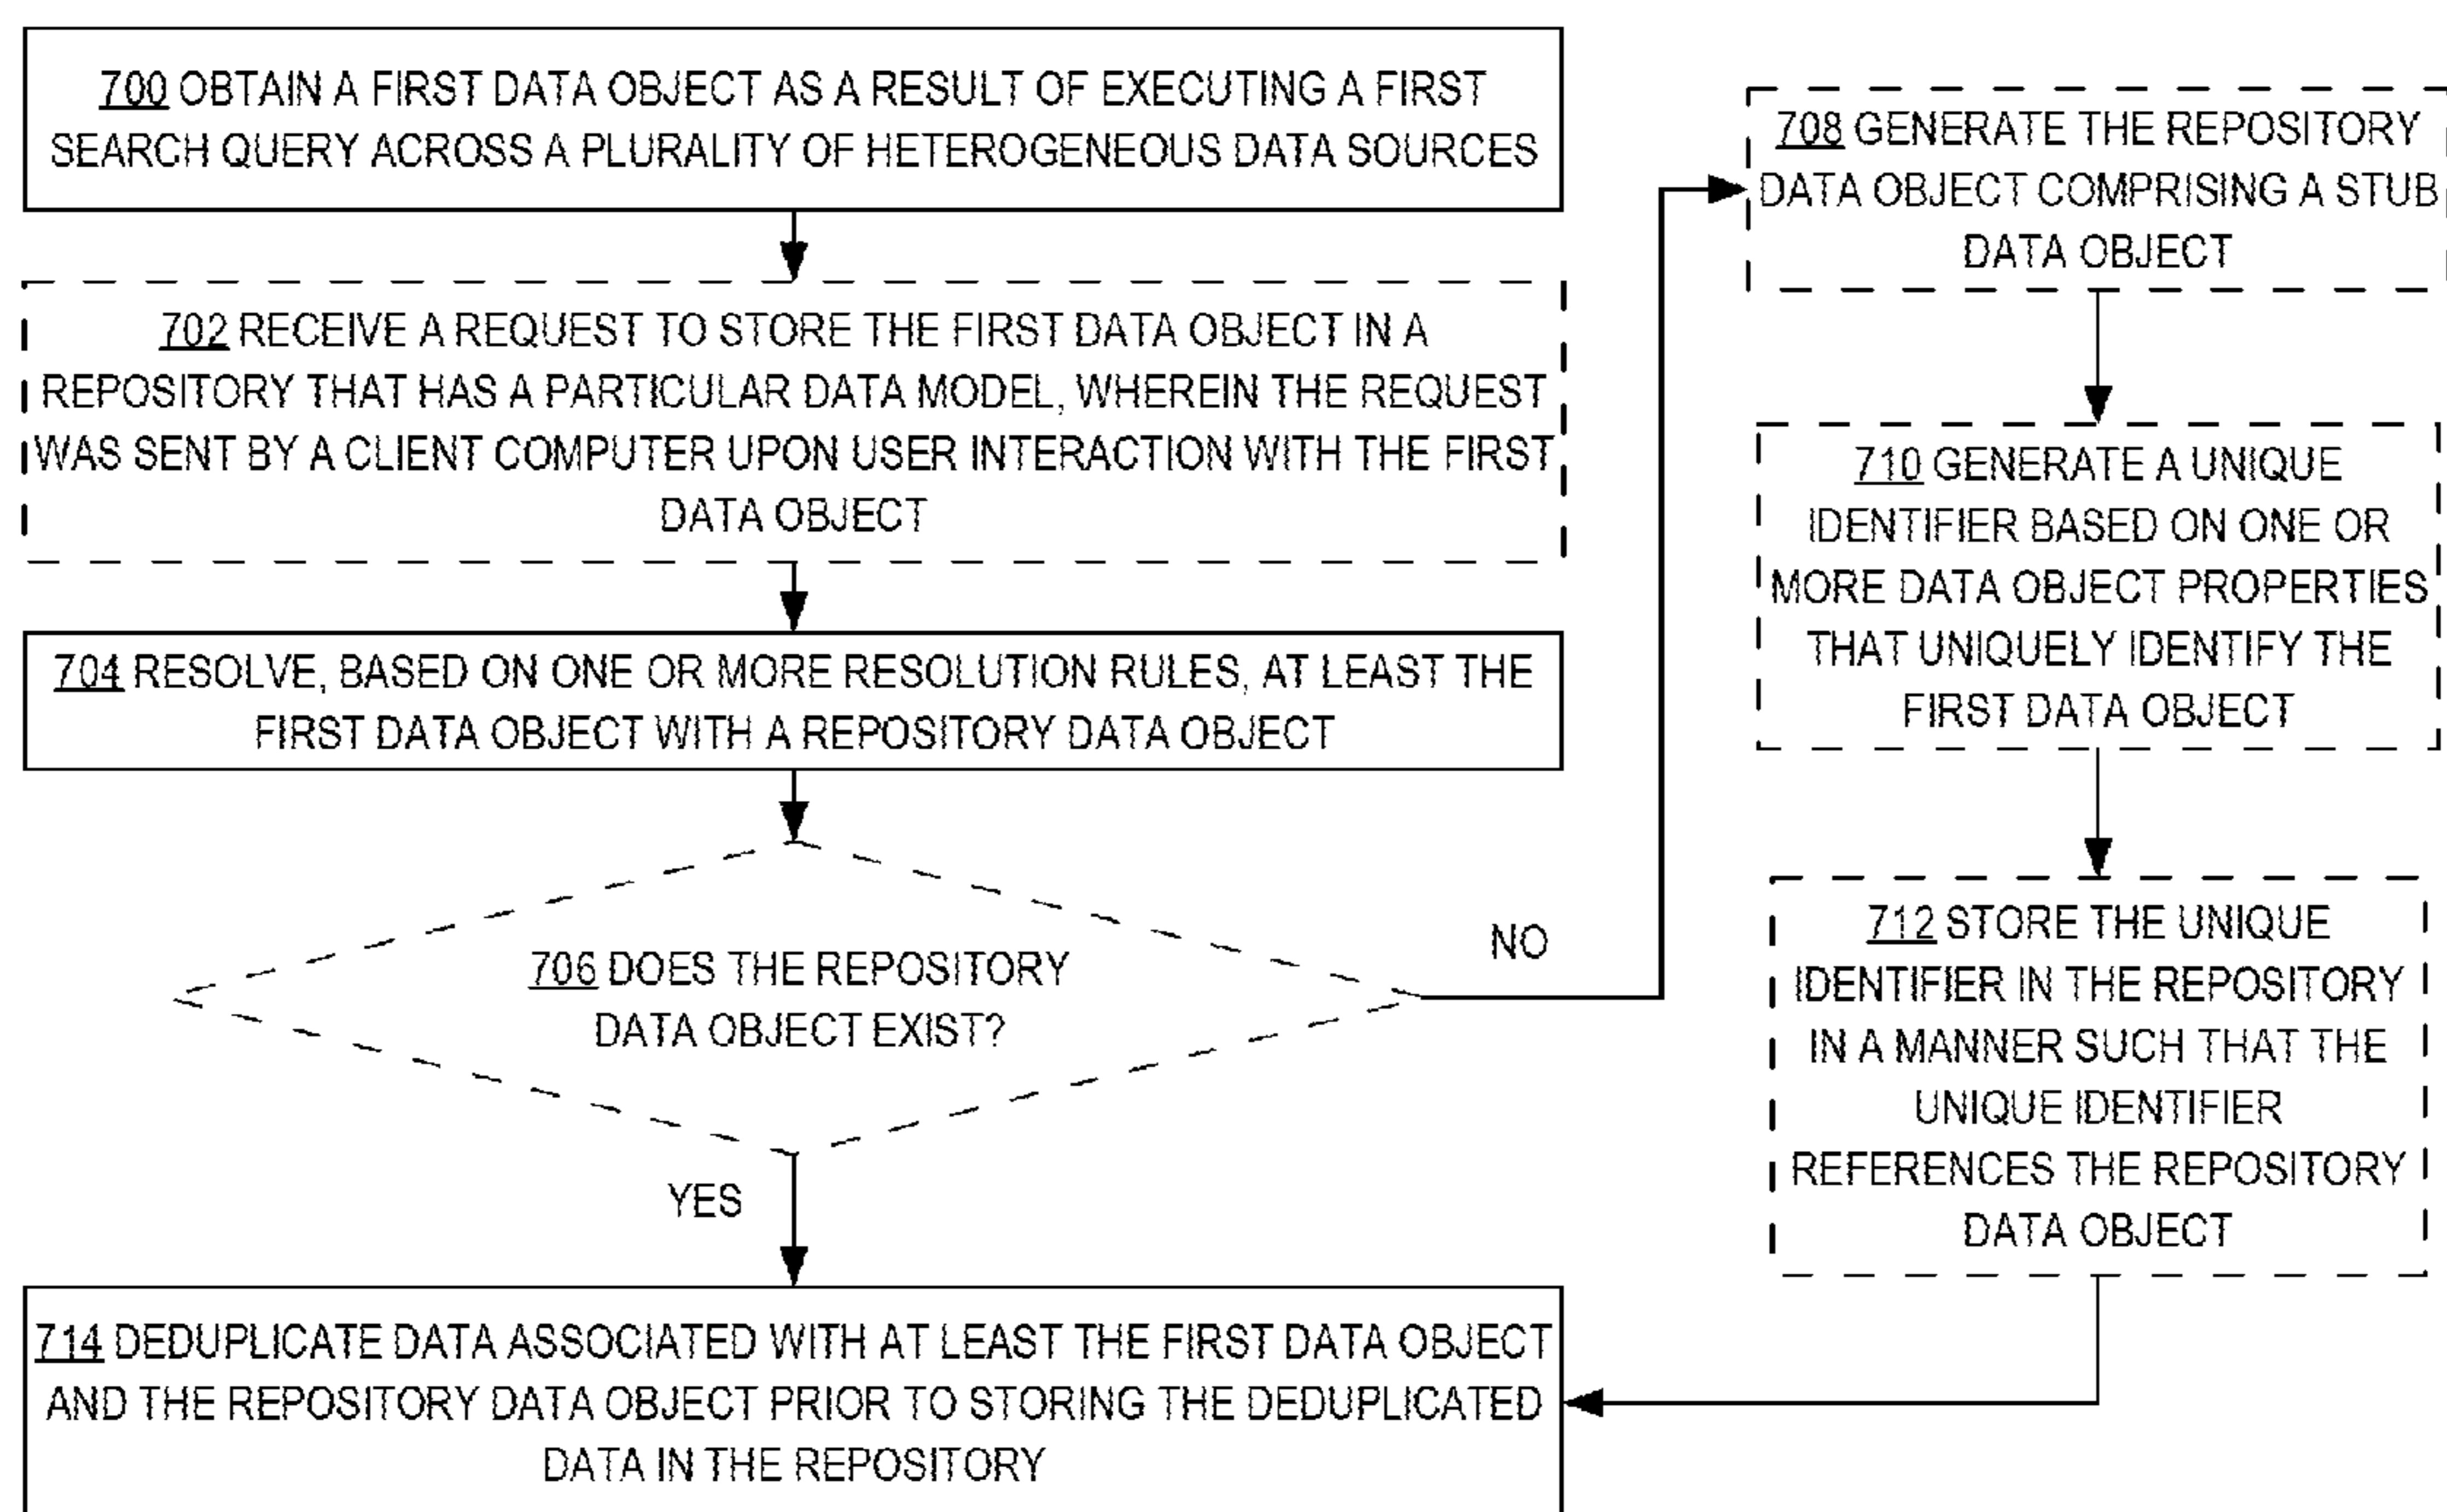 700 OBTAIN A FIRST DATA OBJECT AS A RESULT OF EXECUTING A FIRST
SEARCH QUERY ACROSS A PLURALITY OF HETEROGENEOUS DATA SOURCES
702 RECEIVE A REQUEST TO STORE THE FIRST DATA OBJECT IN A
REPOSITORY THAT HAS A PARTICULAR DATA MODEL, WHEREIN THE REQUEST
WAS SENT BY A CLIENT COMPUTER UPON USER INTERACTION WITH THE FIRST
DATA OBJECT
704 RESOLVE, BASED ON ONE OR MORE RESOLUTION RULES, AT LEAST THE
FIRST DATA OBJECT WITH A REPOSITORY DATA OBJECT
706 DOES THE REPOSITORY
DATA OBJECT EXIST?
NO
YES
708 GENERATE THE REPOSITORY
DATA OBJECT COMPRISING A STUB
DATA OBJECT
710 GENERATE A UNIQUE
IDENTIFIER BASED ON ONE OR
MORE DATA OBJECT PROPERTIES
THAT UNIQUELY IDENTIFY THE
FIRST DATA OBJECT
712 STORE THE UNIQUE
IDENTIFIER IN THE REPOSITORY
IN A MANNER SUCH THAT THE
UNIQUE IDENTIFIER
REFERENCES THE REPOSITORY
DATA OBJECT
714 DEDUPLICATE DATA ASSOCIATED WITH AT LEAST THE FIRST DATA OBJECT
AND THE REPOSITORY DATA OBJECT PRIOR TO STORING THE DEDUPLICATED
DATA IN THE REPOSITORY